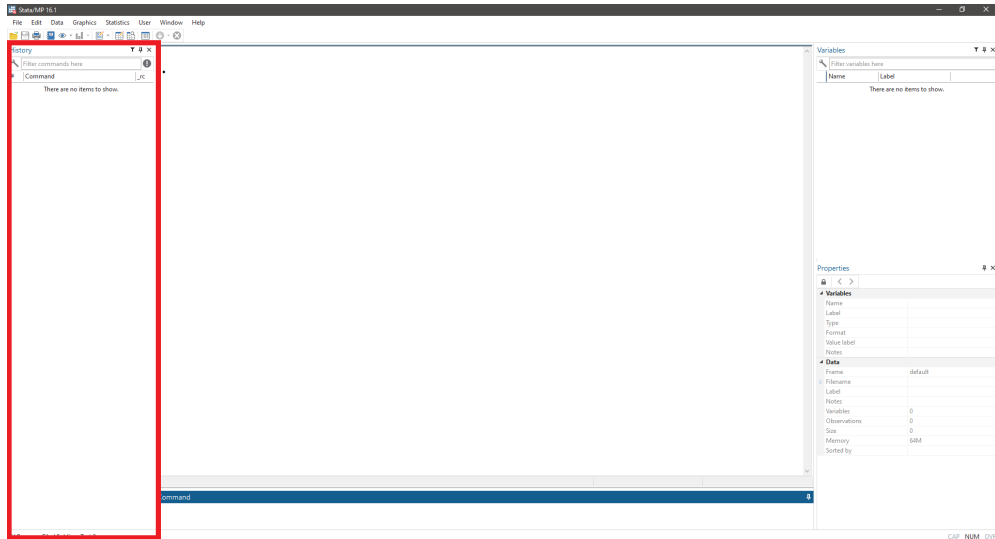 Stata/MP 16.1
File Edit Data Graphics Statistics User Window Help
History
Filter commands here
Command _rc
There are no items to show.
.
ommand
Variables
Filter variables here
Name Label
There are no items to show.
Properties
Variables
Name
Label
Type
Format
Value label
Notes
Data
Frame default
Filename
Label
Notes
Variables 0
Observations 0
Size 0
Memory 64M
Sorted by
CAP NUM OVR